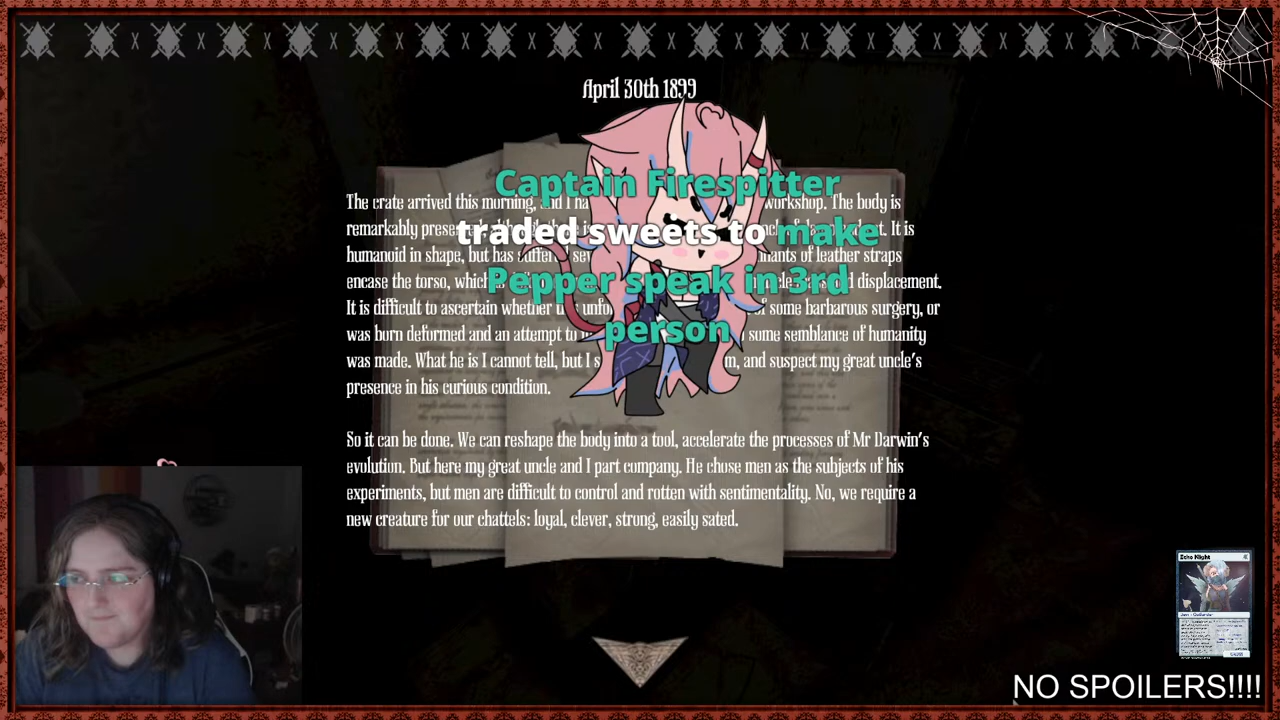 April 30th 1899
Captain Firespitter
traded sweets to make
Pepper speak in 3rd
person
The crate arrived this morning, and I ha workshop. The body is
remarkably It is
humanoid in shape, but has of leather straps
encase the torso, displacement.
It is difficult to ascertain whether of some barbarous surgery, or
was born deformed and an attempt to some semblance of humanity
was made. What he is I cannot tell, but I and suspect my great uncle's
presence in his curious condition.
So it can be done. We can reshape the body into a tool, accelerate the processes of Mr Darwin's
evolution. But here my great uncle and I part company. He chose men as the subjects of his
experiments, but men are difficult to control and rotten with sentimentality. No, we require a
new creature for our chattels: loyal, clever, strong, easily sated.
Echo Night
NO SPOILERS!!!!